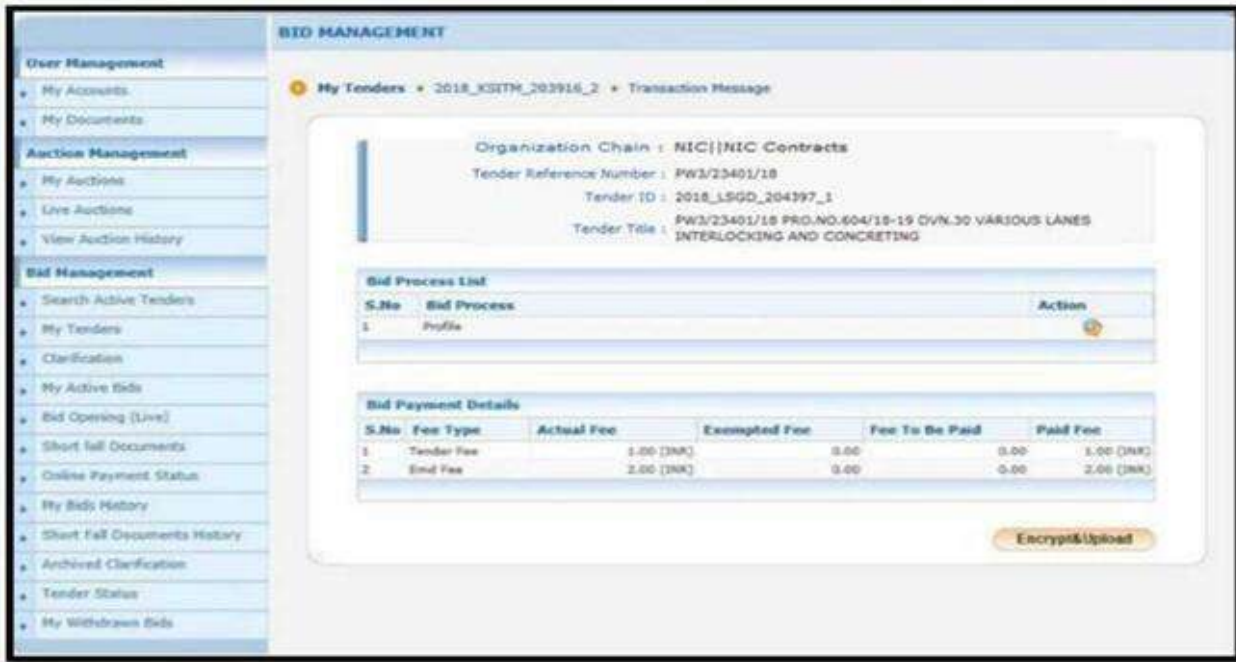 BID MANAGEMENT
User Management
My Accounts
My Documents
Auction Management
My Auctions
Live Auctions
View Auction History
Bid Management
Search Active Tenders
My Tenders
Clarification
My Active Bids
Bid Opening (Live)
Short fall Documents
Online Payment Status
My Bids History
Short Fall Documents History
Archived Clarification
Tender Status
My Withdrawn Bids
My Tenders • 2018_KSITM_203916_2 • Transaction Message
Organization Chain : NIC||NIC Contracts
Tender Reference Number : PW3/23401/18
Tender ID : 2018_LSGD_204397_1
Tender Title : PW3/23401/18 PRO.NO.604/18-19 DVN.30 VARIOUS LANES
INTERLOCKING AND CONCRETING
Bid Process List
S.No Bid Process Action
1 Profile
Bid Payment Details
S.No Fee Type Actual Fee Exempted Fee Fee To Be Paid Paid Fee
1 Tender Fee 1.00 (INR) 0.00 0.00 1.00 (INR)
2 Emd Fee 2.00 (INR) 0.00 0.00 2.00 (INR)
Encrypt&Upload